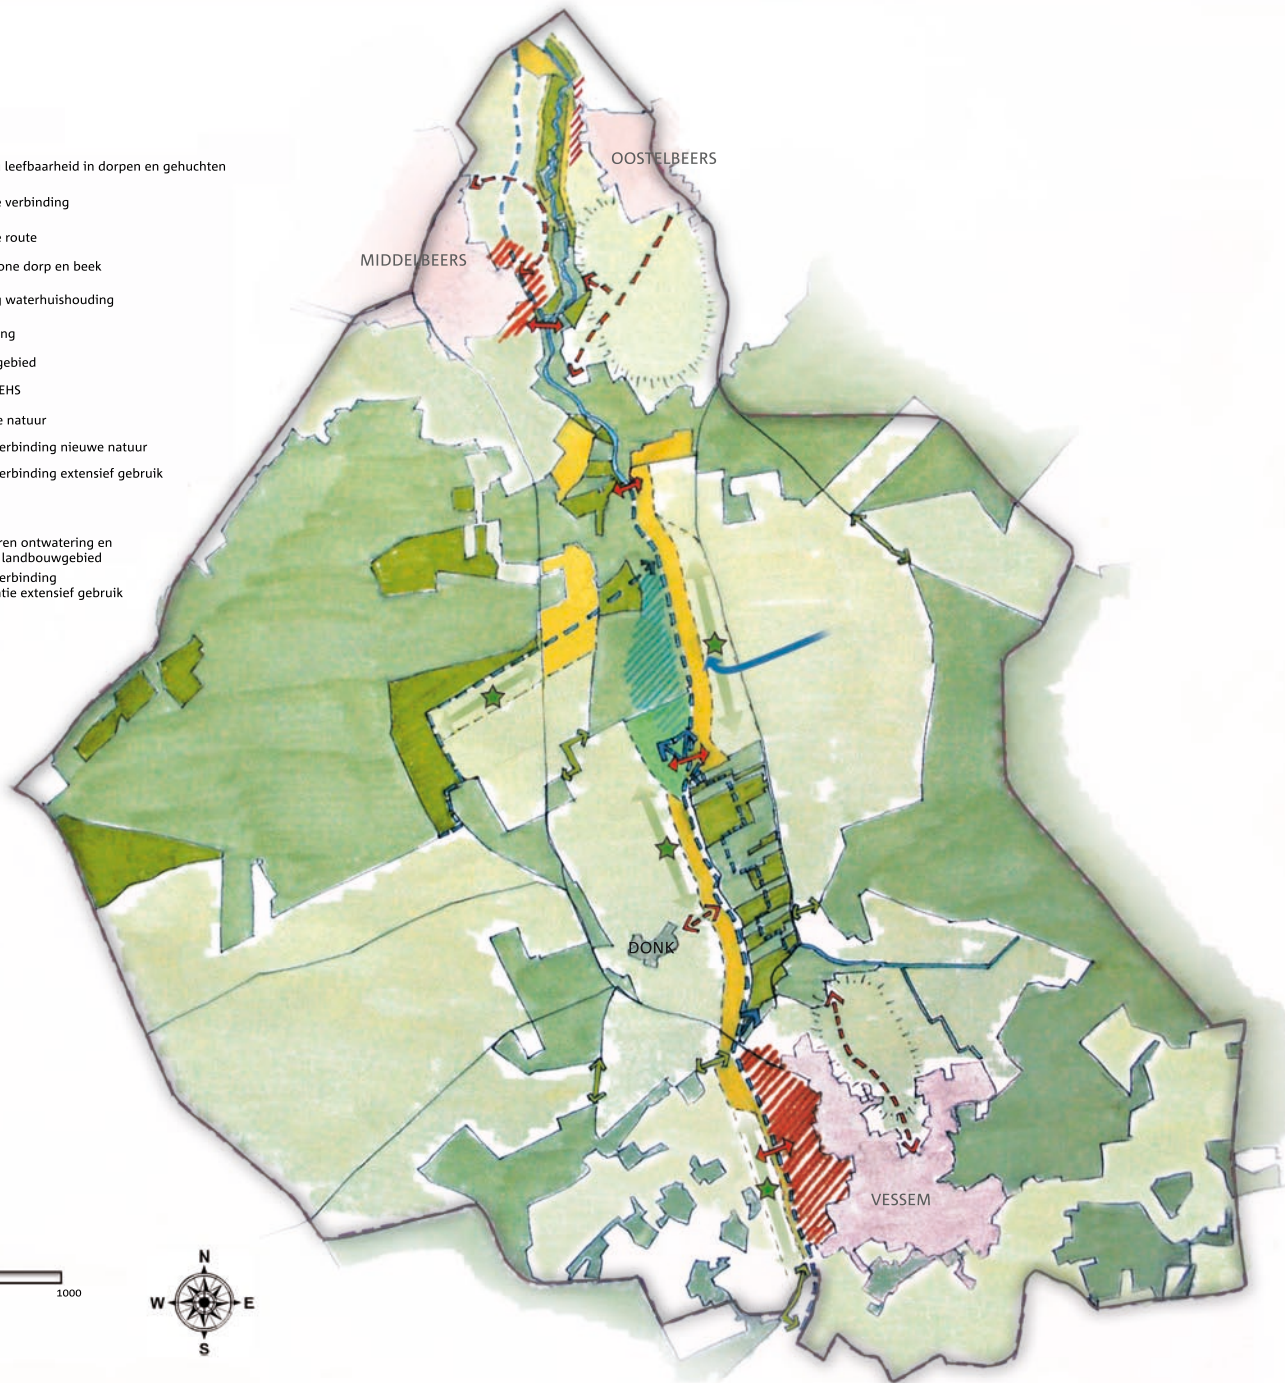 leefbaarheid in dorpen en gehuchten
verbinding
route
one dorp en beek
waterhuishouding
ng
gebied
EHS
e natuur
erbinding nieuwe natuur
erbinding extensief gebruik
ren ontwatering en
landbouwgebied
erbinding
tie extensief gebruik
OOSTELBEERS
MIDDELBEERS
DONK
VESSEM
1000
N
W E
S